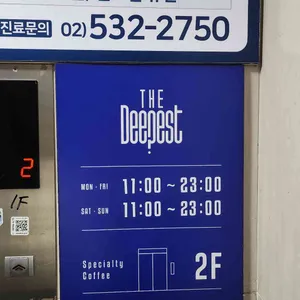 진료문의 02) 532-2750
THE
Deepest
MON - FRI 11:00 ~ 23:00
SAT - SUN 11:00 ~ 23:00
2
1F
Specialty
Coffee
2F